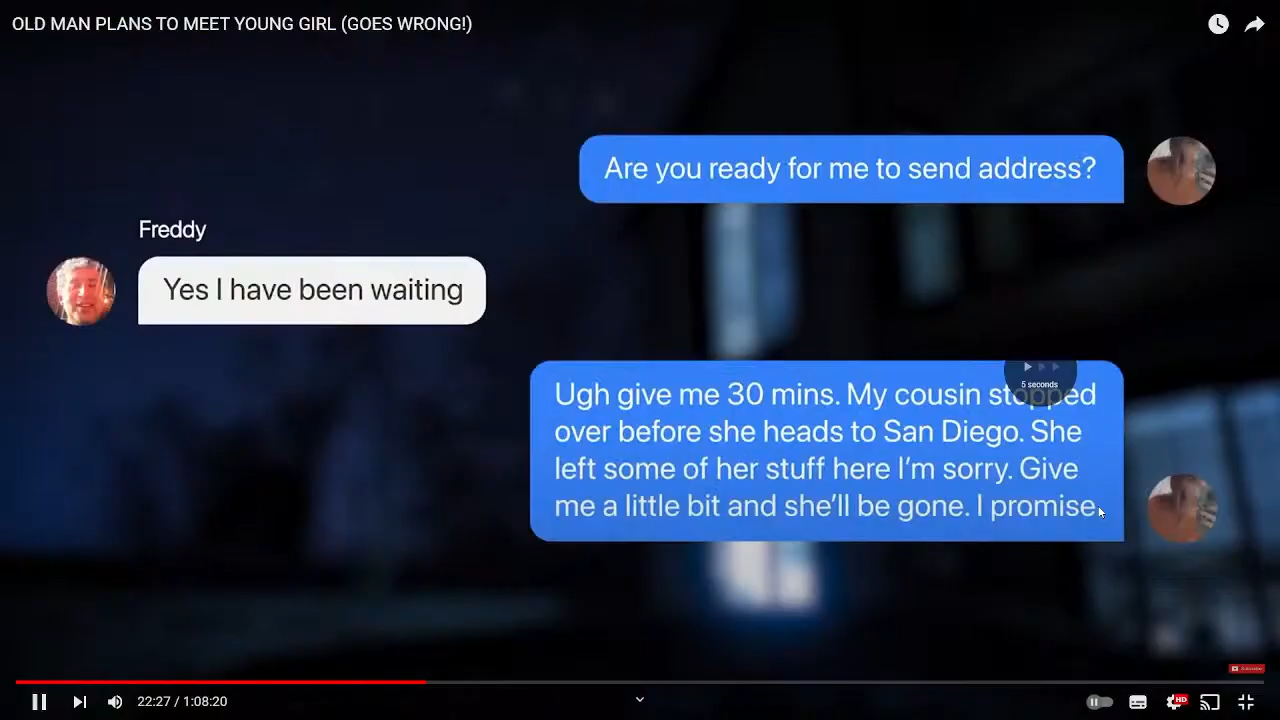 OLD MAN PLANS TO MEET YOUNG GIRL (GOES WRONG!)
Are you ready for me to send address?
Freddy
Yes I have been waiting
5 seconds
Ugh give me 30 mins. My cousin stopped
over before she heads to San Diego. She
left some of her stuff here I'm sorry. Give
me a little bit and she'll be gone. I promise.
22:27 / 1:08:20
HD